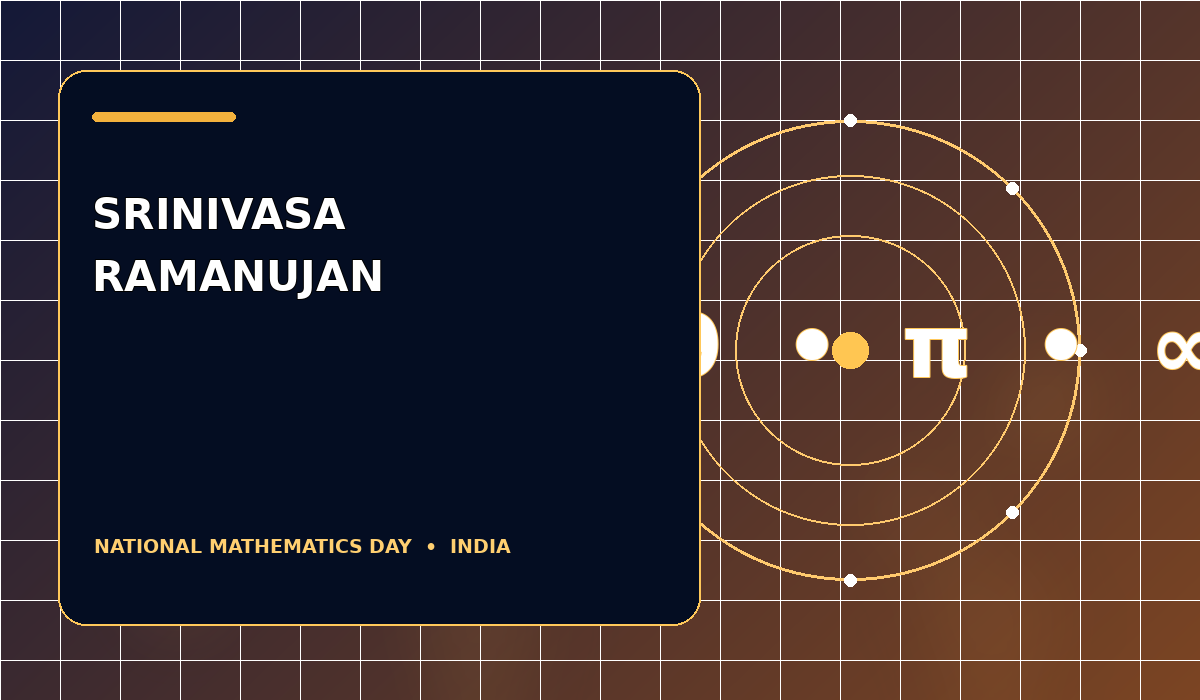 SRINIVASA
RAMANUJAN
• π • ∞
NATIONAL MATHEMATICS DAY • INDIA